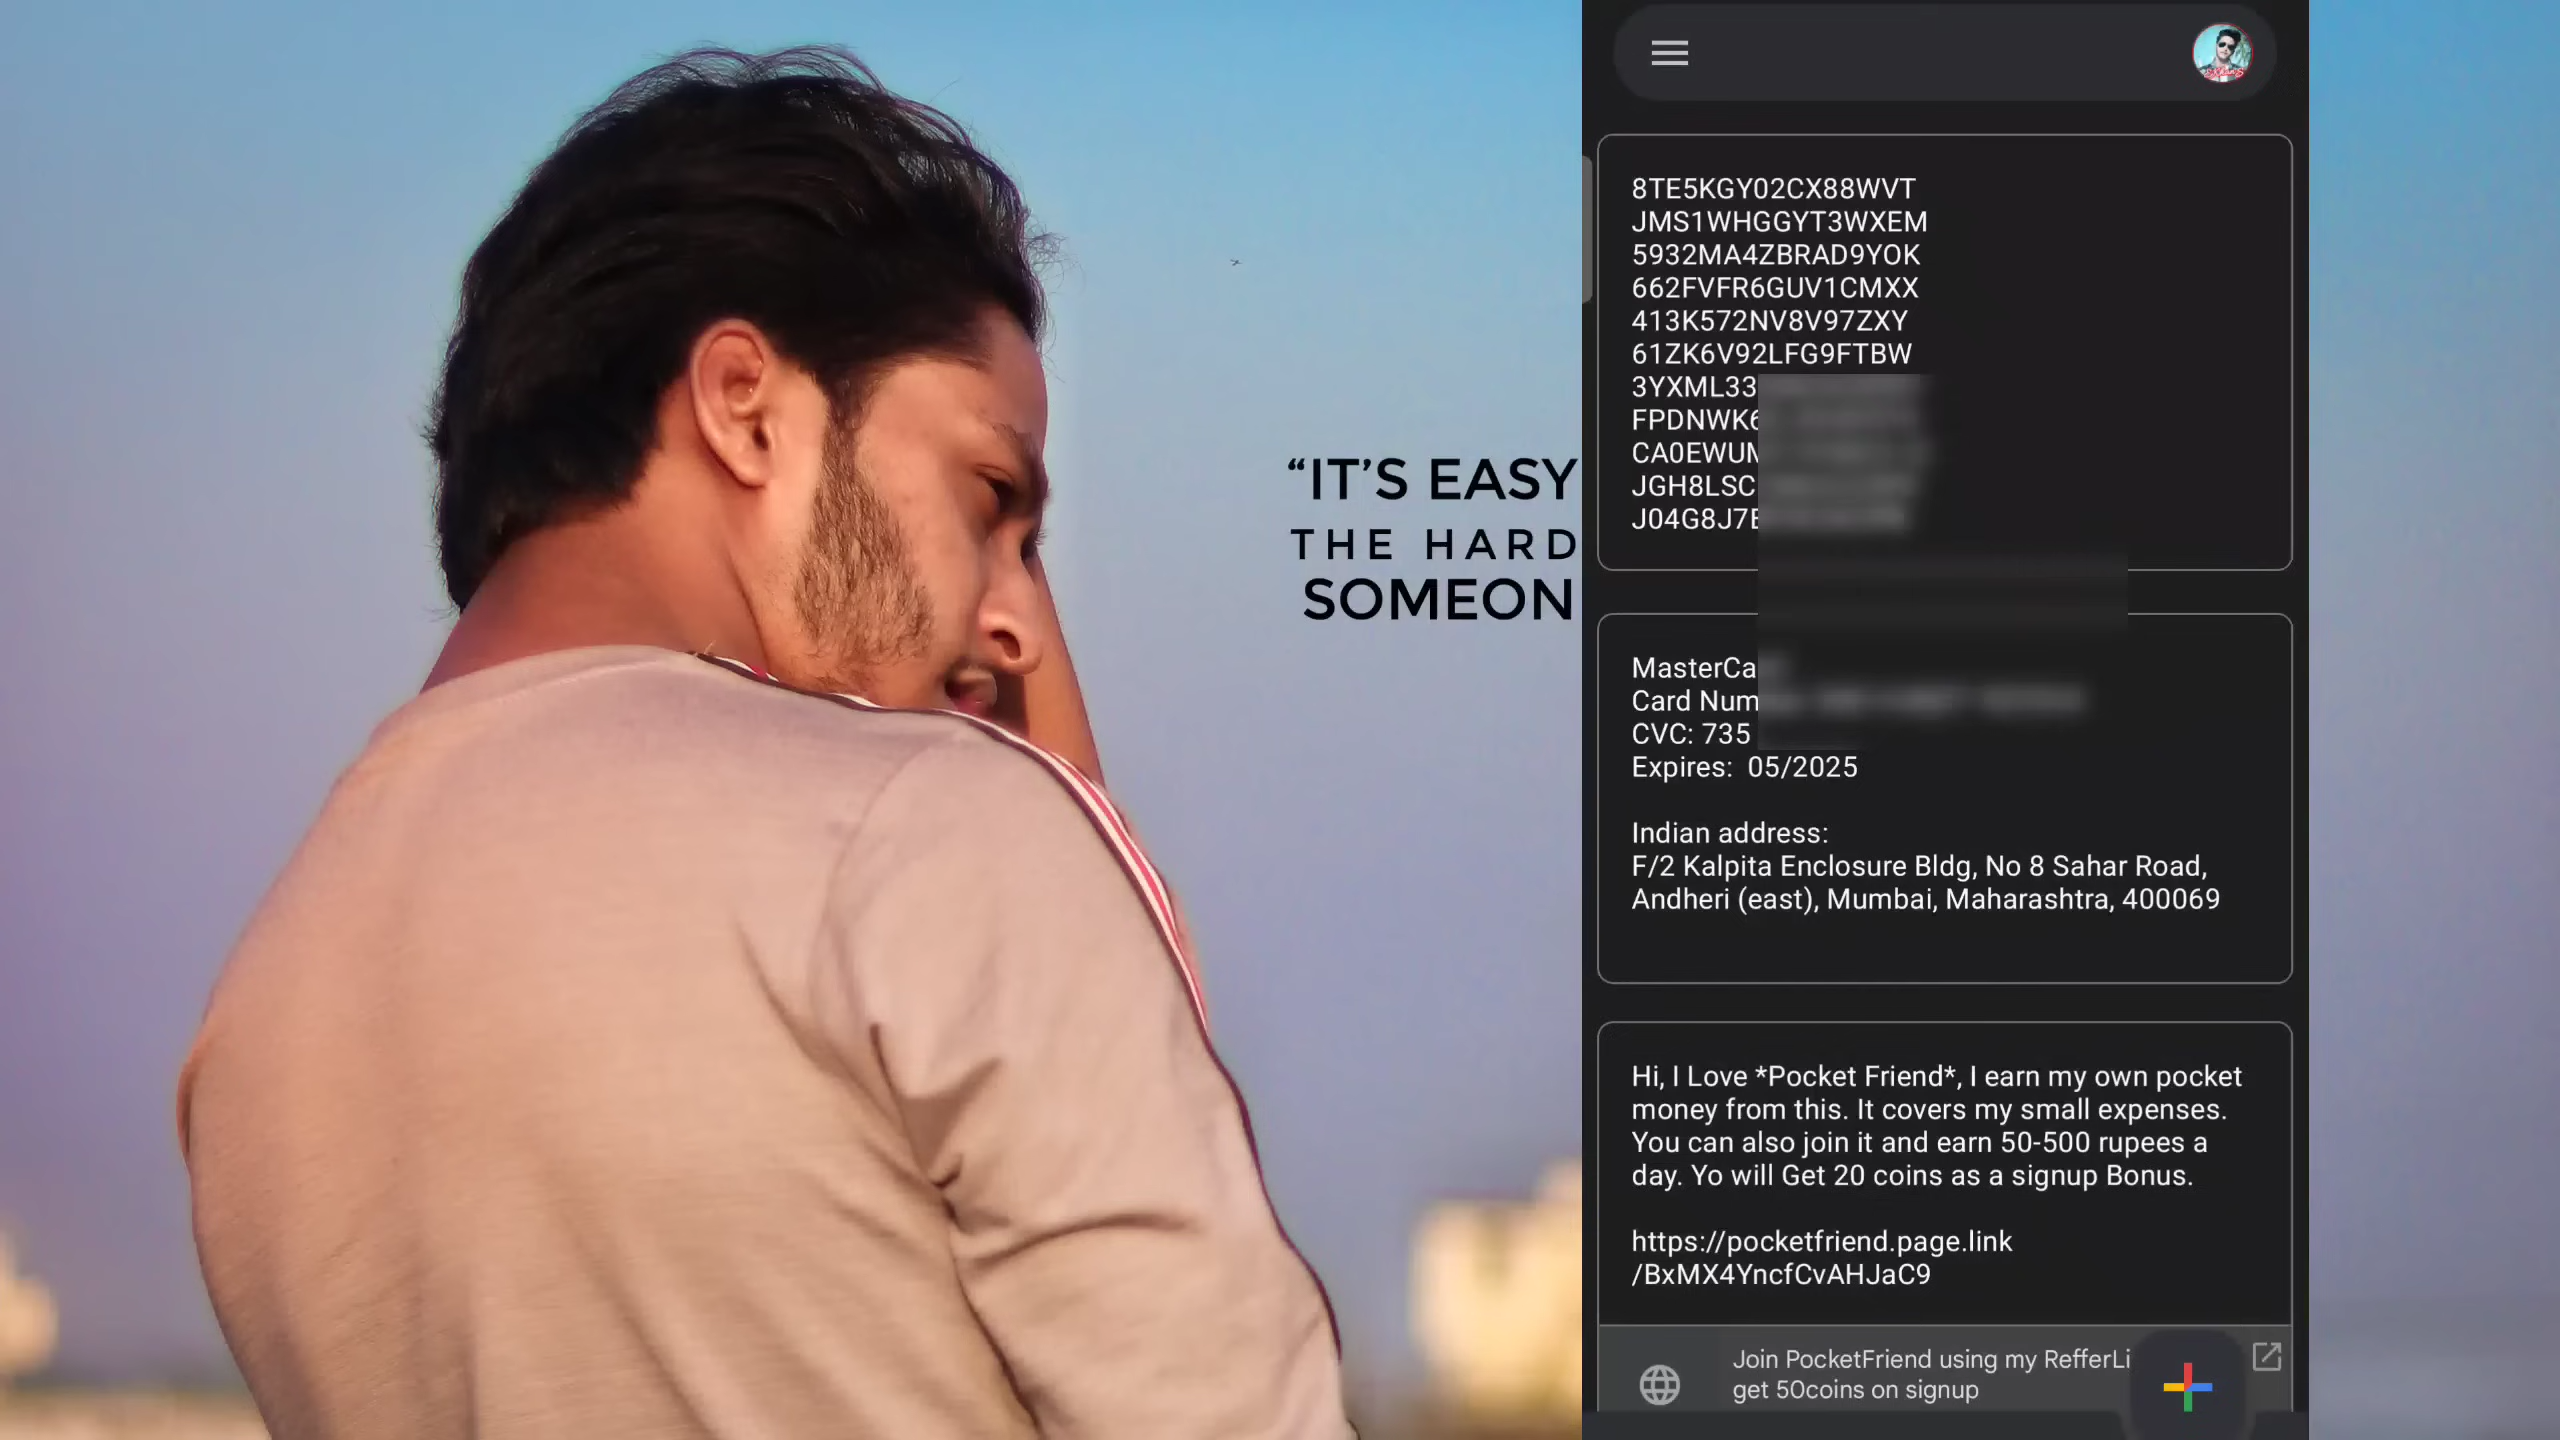 “IT’S EASY
THE HARD
SOMEON
8TE5KGY02CX88WVT
JMS1WHGGYT3WXEM
5932MA4ZBRAD9YOK
662FVFR6GUV1CMXX
413K572NV8V97ZXY
61ZK6V92LFG9FTBW
3YXML33
FPDNWK
CA0EWU
JGH8LSC
J04G8J7
MasterCa
Card Num
CVC: 735
Expires: 05/2025
Indian address:
F/2 Kalpita Enclosure Bldg, No 8 Sahar Road,
Andheri (east), Mumbai, Maharashtra, 400069
Hi, I Love *Pocket Friend*, I earn my own pocket
money from this. It covers my small expenses.
You can also join it and earn 50-500 rupees a
day. Yo will Get 20 coins as a signup Bonus.
https://pocketfriend.page.link
/BxMX4YncfCvAHJaC9
Join PocketFriend using my RefferLi
get 50coins on signup